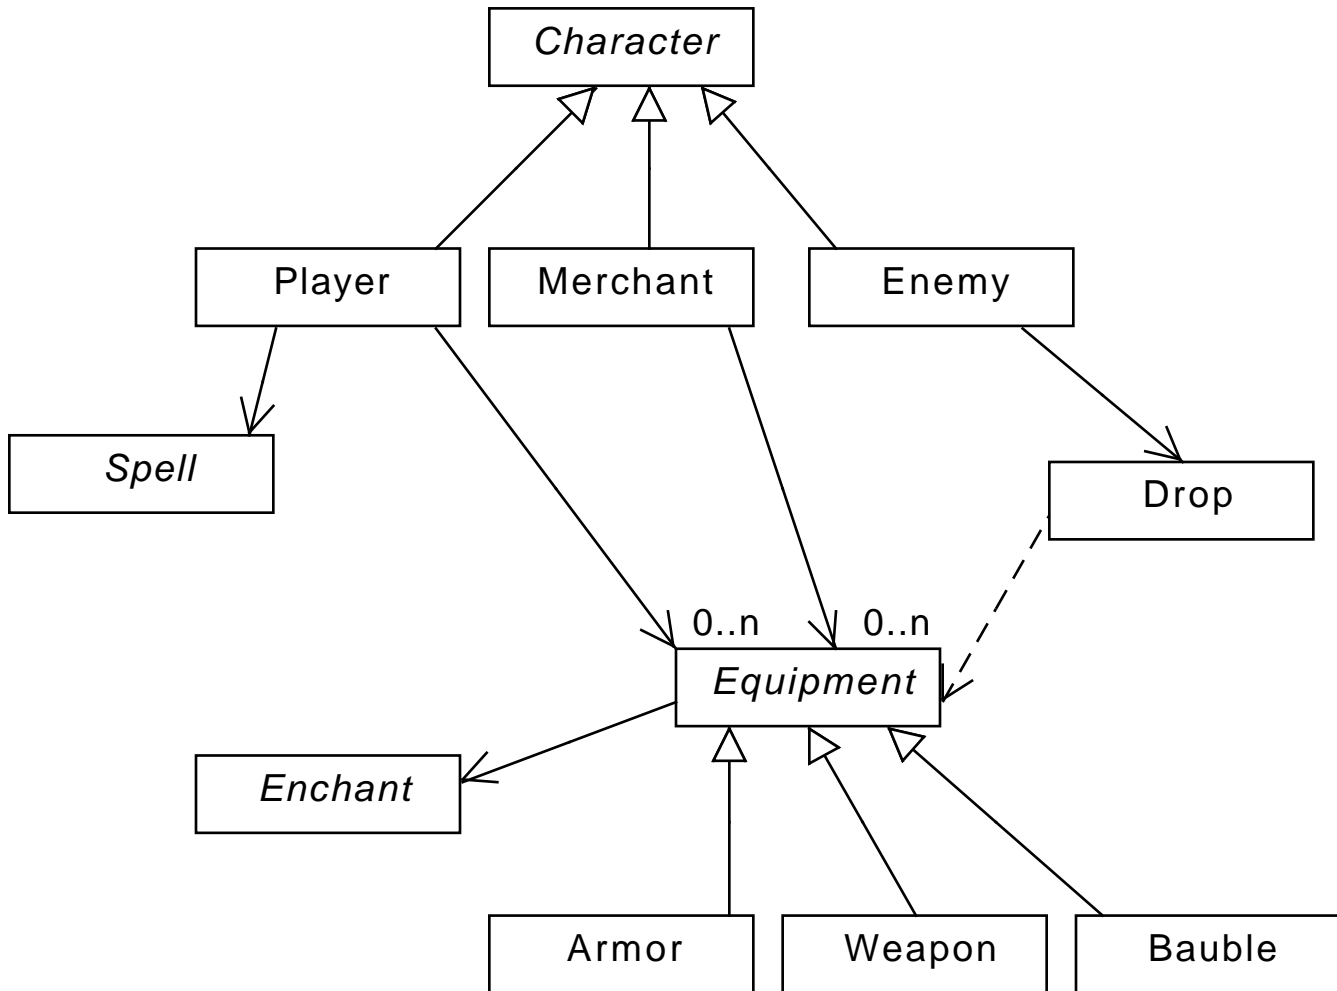 Character
Player
Merchant
Enemy
Spell
Drop
0..n
0..n
Equipment
Enchant
Armor
Weapon
Bauble